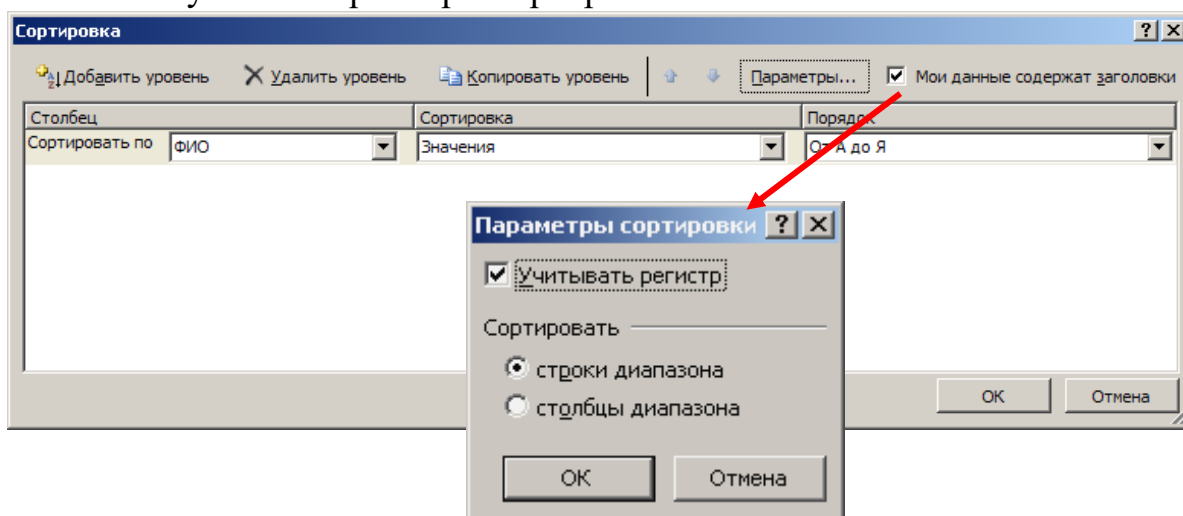 Сортировка
Добавить уровень Удалить уровень Копировать уровень Параметры... Мои данные содержат заголовки
Столбец Сортировка Порядок
Сортировать по ФИО Значения От А до Я
Параметры сортировки
Учитывать регистр
Сортировать
строки диапазона
столбцы диапазона
ОК Отмена
ОК Отмена